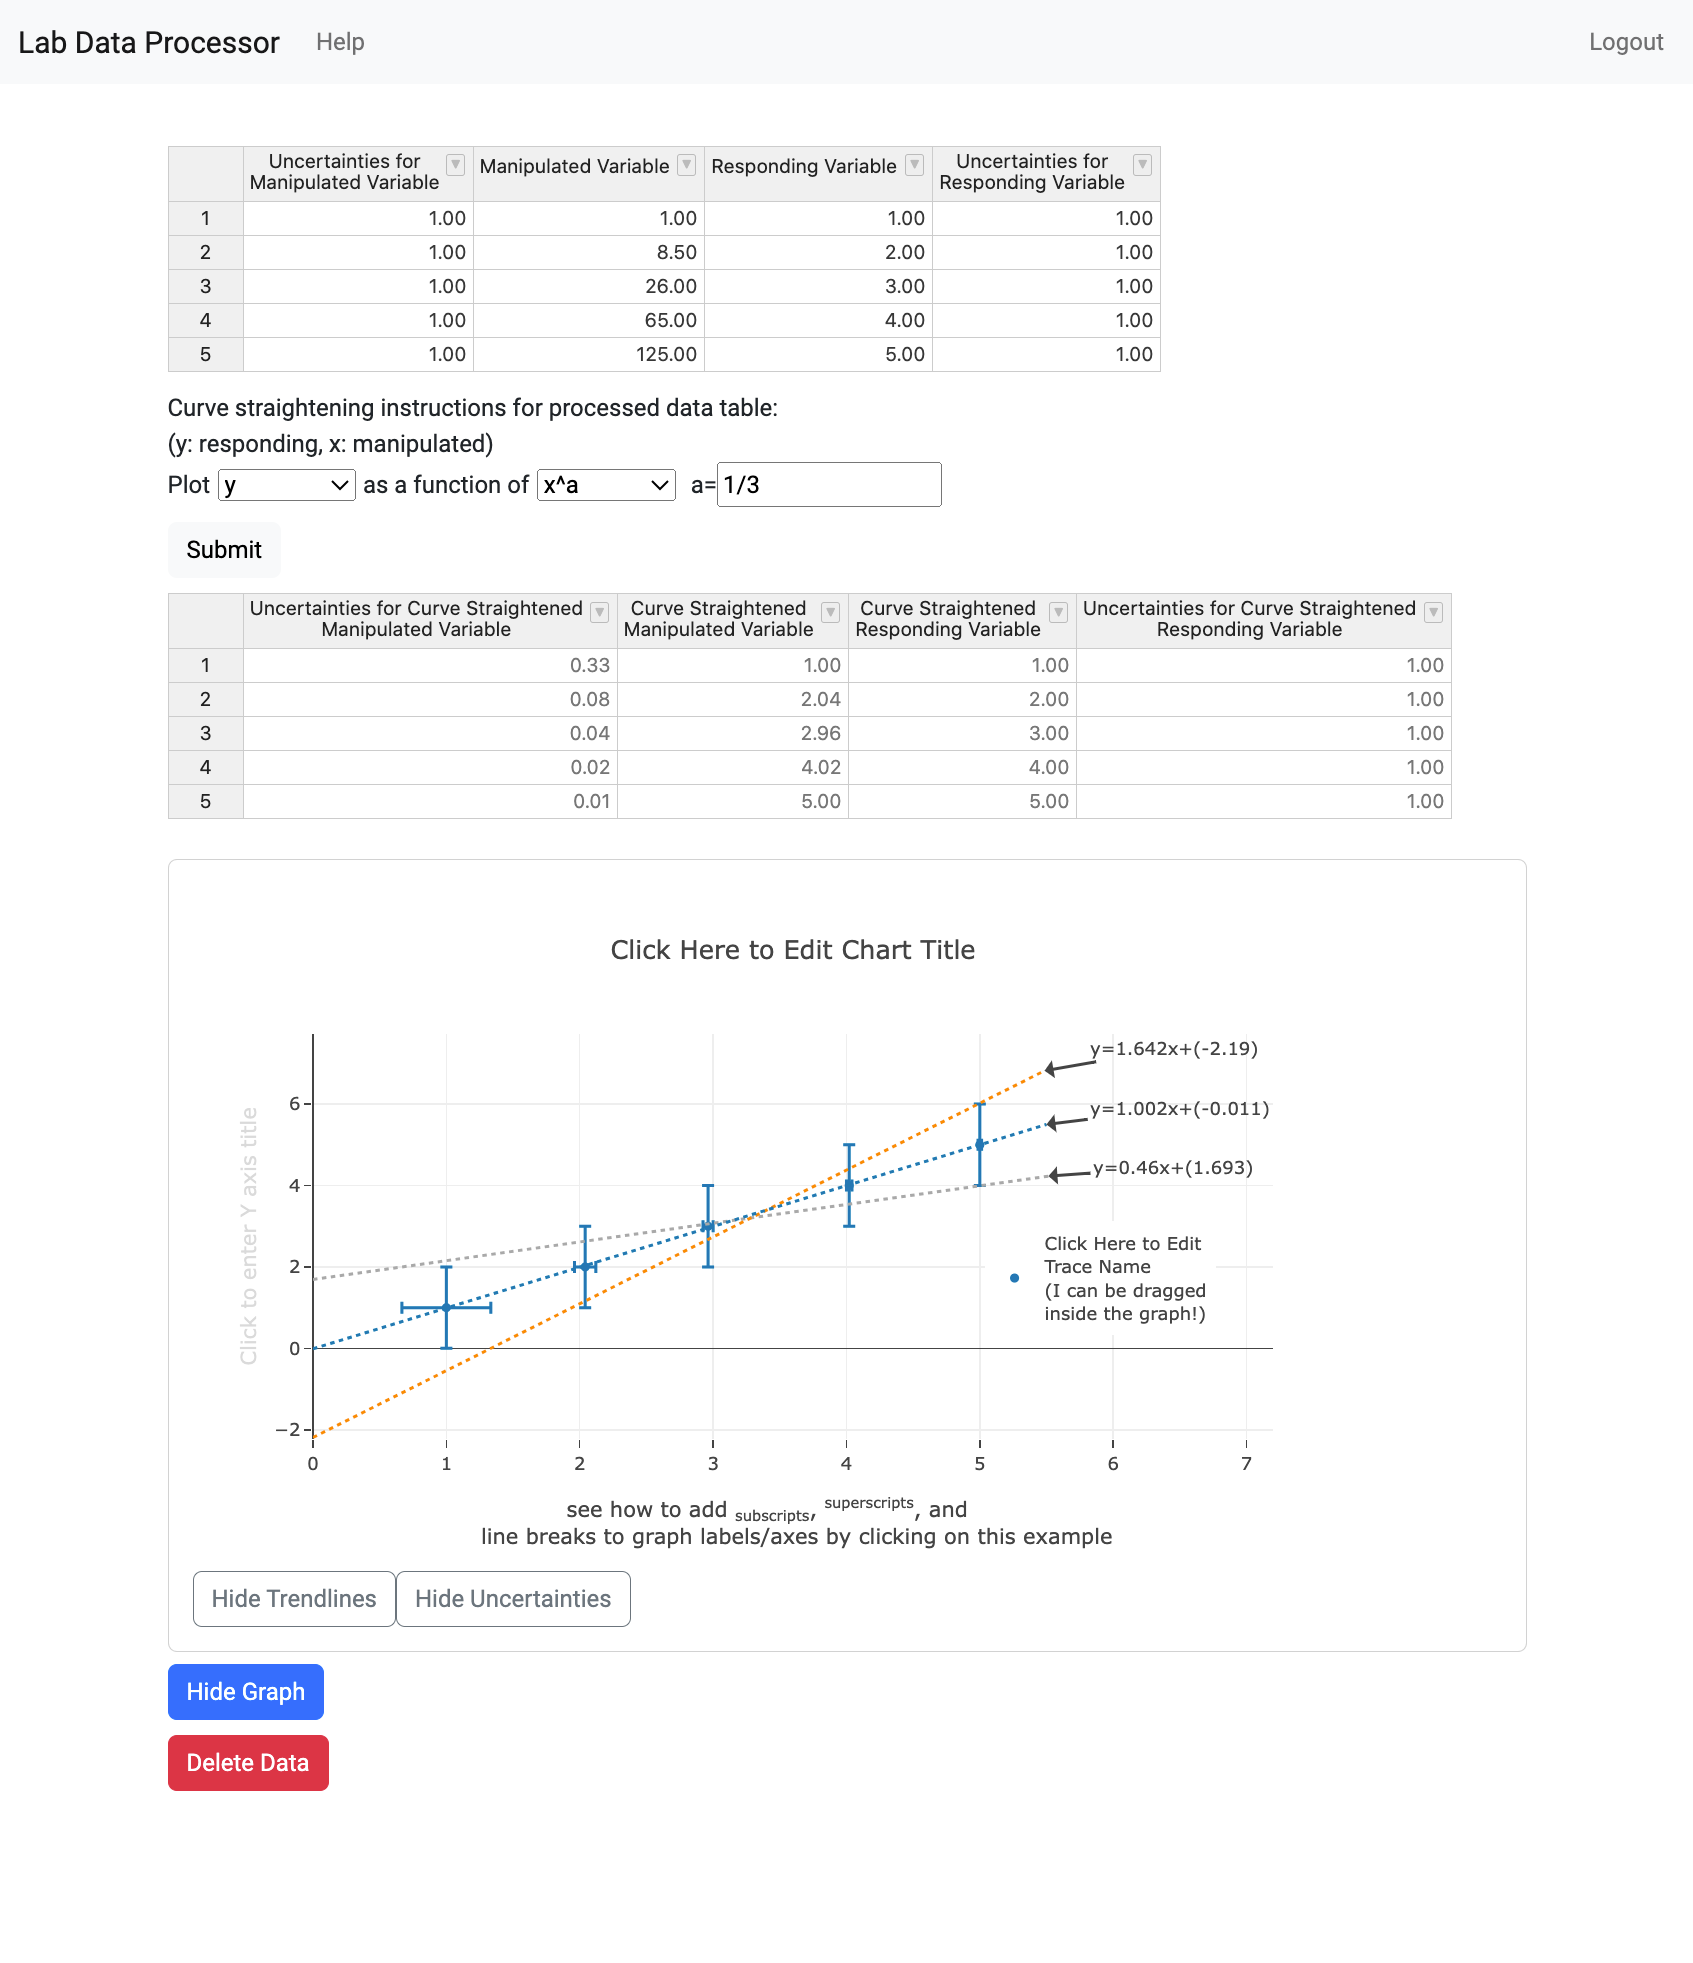 Lab Data Processor Help Logout
Uncertainties for Manipulated Variable Manipulated Variable Responding Variable Uncertainties for Responding Variable
1 1.00 1.00 1.00 1.00
2 1.00 8.50 2.00 1.00
3 1.00 26.00 3.00 1.00
4 1.00 65.00 4.00 1.00
5 1.00 125.00 5.00 1.00
Curve straightening instructions for processed data table:
(y: responding, x: manipulated)
Plot y as a function of x^a a= 1/3
Submit
Uncertainties for Curve Straightened Manipulated Variable Curve Straightened Manipulated Variable Curve Straightened Responding Variable Uncertainties for Curve Straightened Responding Variable
1 0.33 1.00 1.00 1.00
2 0.08 2.04 2.00 1.00
3 0.04 2.96 3.00 1.00
4 0.02 4.02 4.00 1.00
5 0.01 5.00 5.00 1.00
Click Here to Edit Chart Title
y=1.642x+(-2.19)
y=1.002x+(-0.011)
y=0.46x+(1.693)
Click to enter Y axis title
6
4
2
0
−2
Click Here to Edit
Trace Name
(I can be dragged
inside the graph!)
0 1 2 3 4 5 6 7
see how to add subscripts, superscripts, and
line breaks to graph labels/axes by clicking on this example
Hide Trendlines Hide Uncertainties
Hide Graph
Delete Data